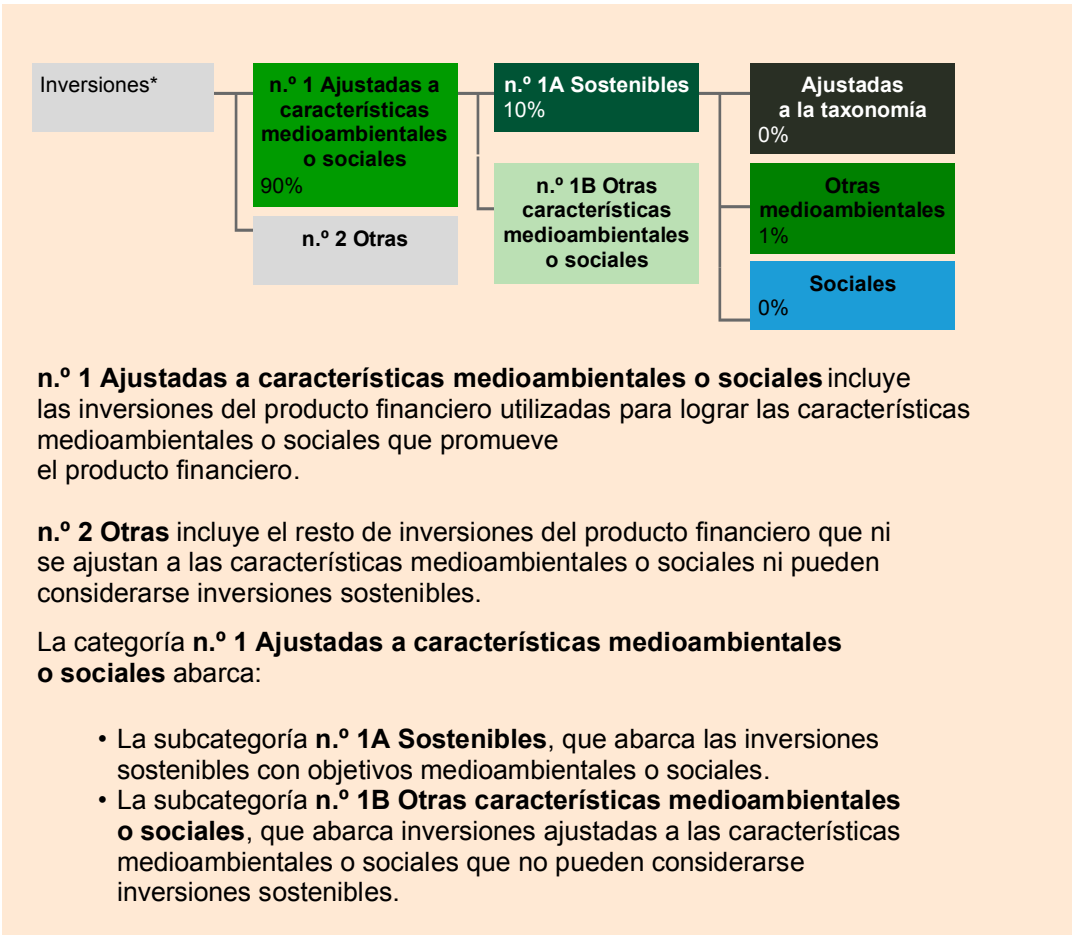 Inversiones*
n.º 1 Ajustadas a
características
medioambientales
o sociales
90%
n.º 2 Otras
n.º 1A Sostenibles
10%
n.º 1B Otras
características
medioambientales
o sociales
Ajustadas
a la taxonomía
0%
Otras
medioambientales
1%
Sociales
0%
n.º 1 Ajustadas a características medioambientales o sociales incluye
las inversiones del producto financiero utilizadas para lograr las características
medioambientales o sociales que promueve
el producto financiero.
n.º 2 Otras incluye el resto de inversiones del producto financiero que ni
se ajustan a las características medioambientales o sociales ni pueden
considerarse inversiones sostenibles.
La categoría n.º 1 Ajustadas a características medioambientales
o sociales abarca:
• La subcategoría n.º 1A Sostenibles, que abarca las inversiones
sostenibles con objetivos medioambientales o sociales.
• La subcategoría n.º 1B Otras características medioambientales
o sociales, que abarca inversiones ajustadas a las características
medioambientales o sociales que no pueden considerarse
inversiones sostenibles.